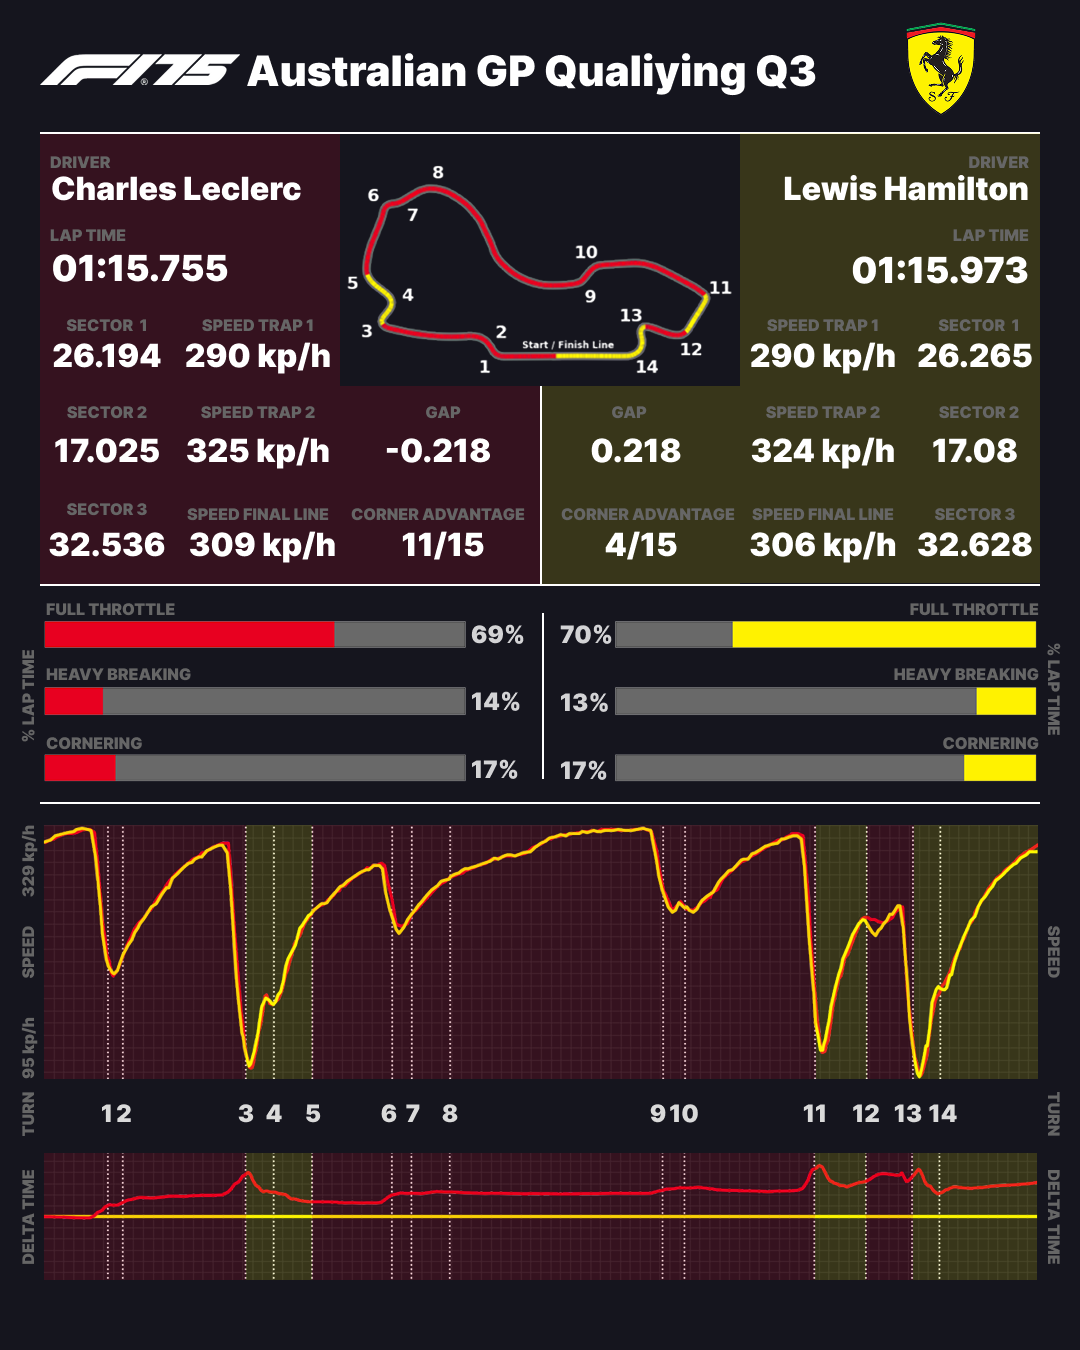 F1®75 Australian GP Qualiying Q3
S F
DRIVER
Charles Leclerc
LAP TIME
01:15.755
SECTOR 1
26.194
SPEED TRAP 1
290 kp/h
SECTOR 2
17.025
SPEED TRAP 2
325 kp/h
GAP
-0.218
SECTOR 3
32.536
SPEED FINAL LINE
309 kp/h
CORNER ADVANTAGE
11/15
8
6
7
10
5
4
9
11
13
3
2
Start / Finish Line
12
1
14
DRIVER
Lewis Hamilton
LAP TIME
01:15.973
SPEED TRAP 1
290 kp/h
SECTOR 1
26.265
GAP
0.218
SPEED TRAP 2
324 kp/h
SECTOR 2
17.08
CORNER ADVANTAGE
4/15
SPEED FINAL LINE
306 kp/h
SECTOR 3
32.628
% LAP TIME
FULL THROTTLE
69%
HEAVY BREAKING
14%
CORNERING
17%
FULL THROTTLE
70%
HEAVY BREAKING
13%
CORNERING
17%
% LAP TIME
329 kp/h
SPEED
95 kp/h
SPEED
TURN
1 2 3 4 5 6 7 8 9 10 11 12 13 14
TURN
DELTA TIME
DELTA TIME